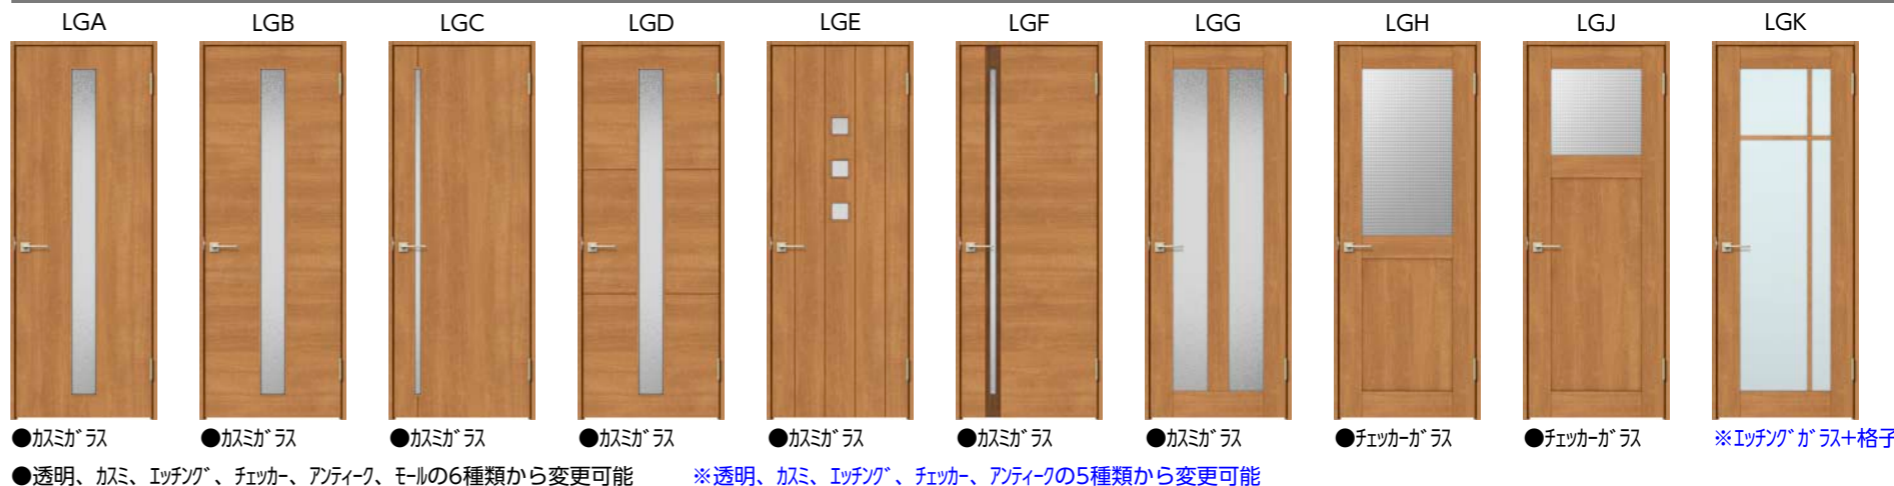 LGA LGB LGC LGD LGE LGF LGG LGH LGJ LGK
●ｶｽﾐｶﾞﾗｽ ●ｶｽﾐｶﾞﾗｽ ●ｶｽﾐｶﾞﾗｽ ●ｶｽﾐｶﾞﾗｽ ●ｶｽﾐｶﾞﾗｽ ●ｶｽﾐｶﾞﾗｽ ●ｶｽﾐｶﾞﾗｽ ●ﾁｪｯｶｰｶﾞﾗｽ ●ﾁｪｯｶｰｶﾞﾗｽ ※ｴｯﾁﾝｸﾞｶﾞﾗｽ+格子
●透明、ｶｽﾐ、ｴｯﾁﾝｸﾞ、ﾁｪｯｶｰ、ｱﾝﾃｨｰｸ、ﾓｰﾙの6種類から変更可能 ※透明、ｶｽﾐ、ｴｯﾁﾝｸﾞ、ﾁｪｯｶｰ、ｱﾝﾃｨｰｸの5種類から変更可能